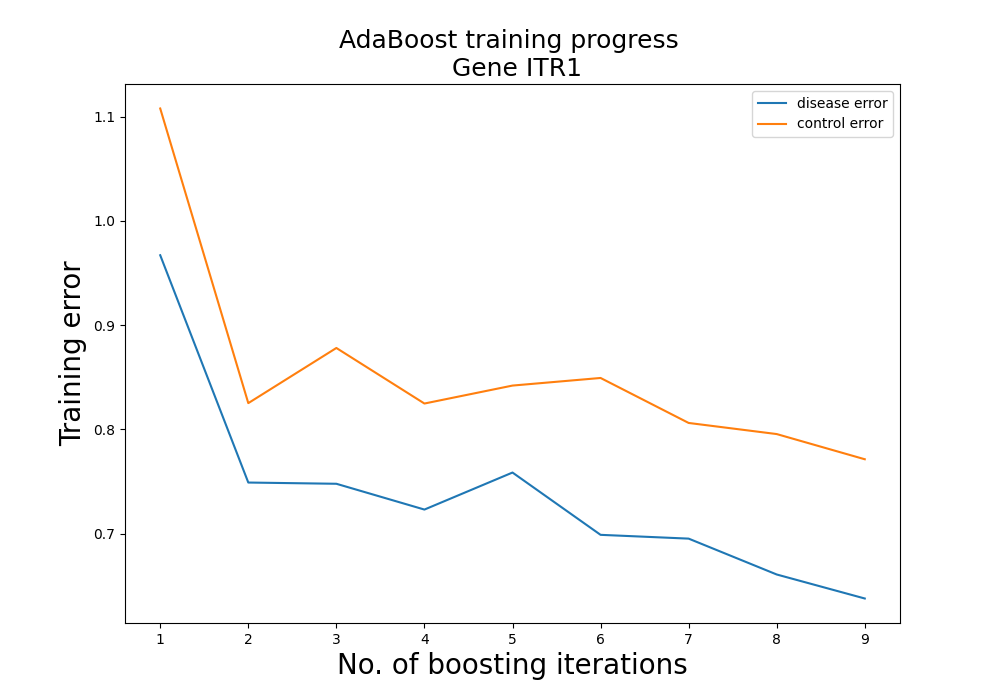 AdaBoost training progress
Gene ITR1
disease error
control error
Training error
1.1
1.0
0.9
0.8
0.7
1 2 3 4 5 6 7 8 9
No. of boosting iterations